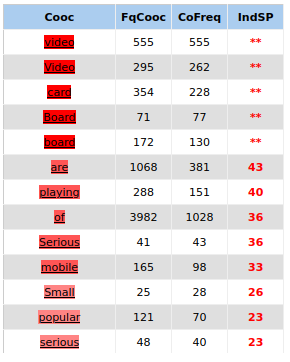 Cooc FqCooc CoFreq IndSP
video 555 555 **
Video 295 262 **
card 354 228 **
Board 71 77 **
board 172 130 **
are 1068 381 43
playing 288 151 40
of 3982 1028 36
Serious 41 43 36
mobile 165 98 33
Small 25 28 26
popular 121 70 23
serious 48 40 23